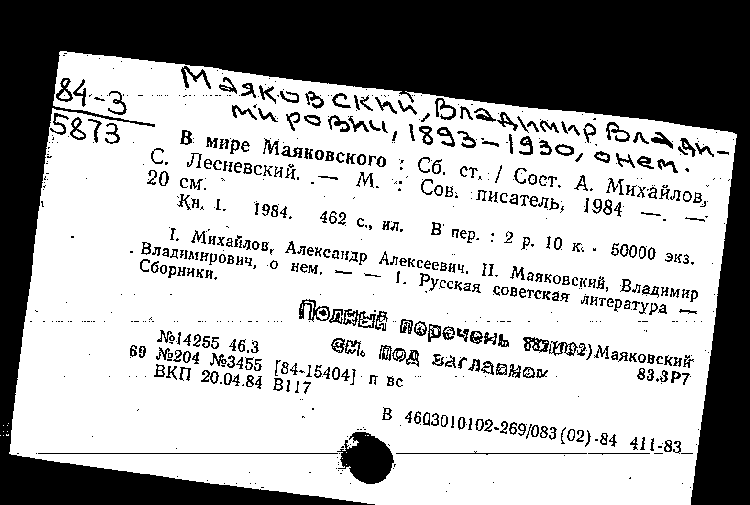 84-3
5873
Маяковский, Владимир Влади-
мирович, 1893-1930, о нем.
В мире Маяковского : Сб. ст. / Сост. А. Михайлов,
С. Лесневский. — М. : Сов. писатель, 1984 —. —
20 см.
Кн. 1. 1984. 462 с., ил. В пер. : 2 р. 10 к. 50000 экз.
I. Михайлов, Александр Алексеевич. II. Маяковский, Владимир
Владимирович, о нем. — — 1. Русская советская литература —
Сборники.
Полный перечень
см. под заглавном
Маяковский
83.3Р7
№14255 46.3
69 №204 №3455 [84-15404] п вс
ВКП 20.04.84 В117
В 4603010102-269/083(02)-84 411-83